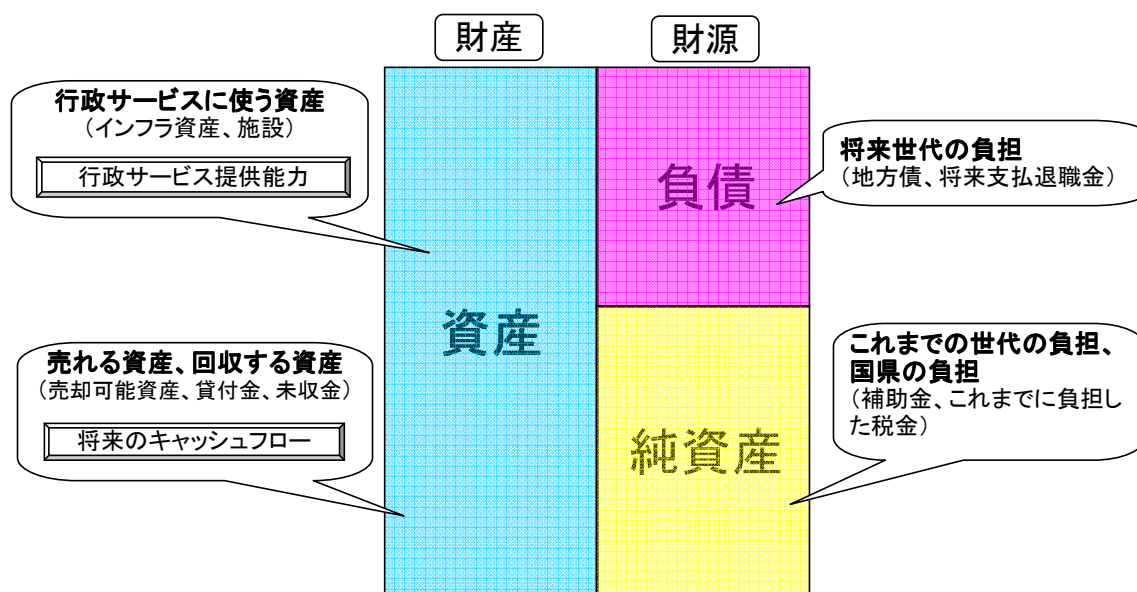 財産
財源
行政サービスに使う資産
（インフラ資産、施設）
行政サービス提供能力
売れる資産、回収する資産
（売却可能資産、貸付金、未収金）
将来のキャッシュフロー
資産
負債
純資産
将来世代の負担
（地方債、将来支払退職金）
これまでの世代の負担、
国県の負担
（補助金、これまでに負担し
た税金）